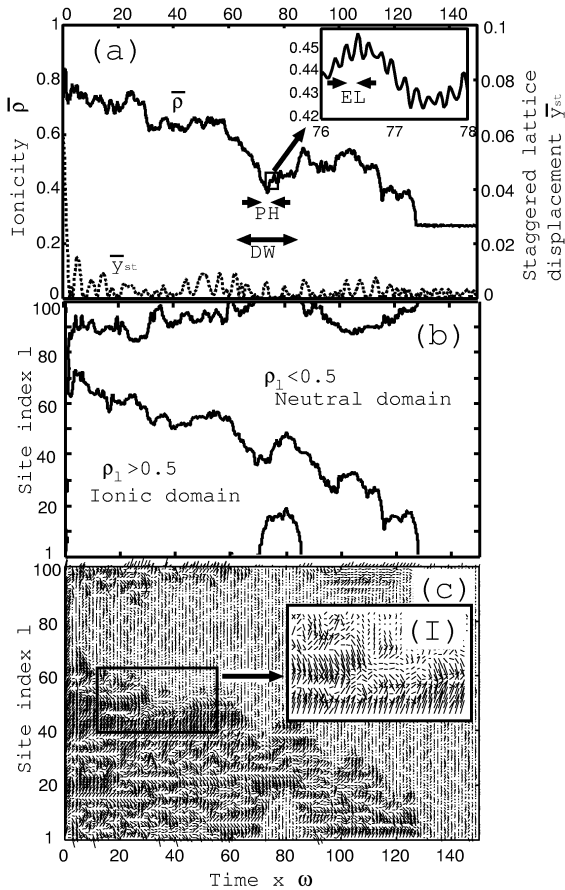 0 20 40 60 80 100 120 140
1
0.8
0.6
0.4
0.2
0
Ionicity ρ̅
(a)
ρ̅
PH
DW
y̅st
0.45
0.44
0.43
0.42
EL
76 77 78
0.1
0.08
0.06
0.04
0.02
0
Staggered lattice
displacement y̅st
100
80
60
40
20
1
Site index l
(b)
ρl<0.5
Neutral domain
ρl>0.5
Ionic domain
100
80
60
40
20
1
Site index l
(c)
(I)
0 20 40 60 80 100 120 140
Time x ω